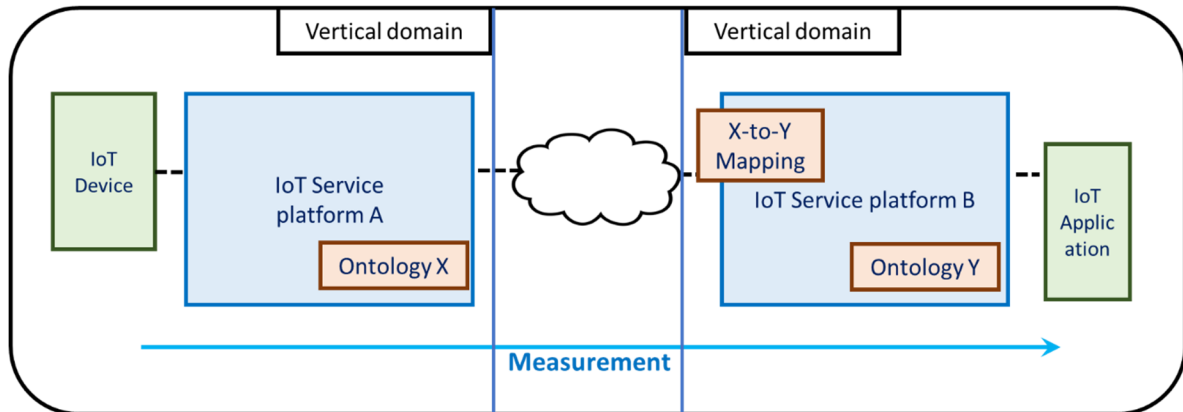 Vertical domain
Vertical domain
IoT
Device
IoT Service
platform A
Ontology X
X-to-Y
Mapping
IoT Service platform B
Ontology Y
IoT
Applic
ation
Measurement